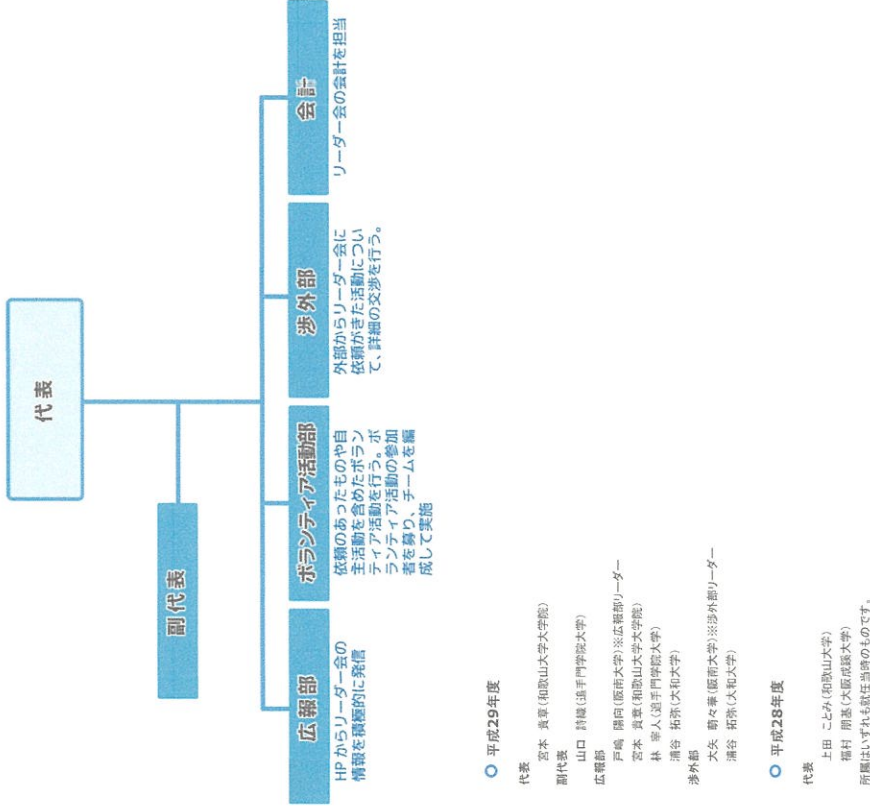 代表
副代表
広報部
HP からリーダー会の
情報を積極的に発信
ボランティア活動部
依頼のあったものや自
主活動を含めたボラン
ティア活動を行う。ボ
ランティア活動の参加
者を募り、チームを編
成して実施
渉外部
外部からリーダー会に
依頼がきた活動につい
て、詳細の交渉を行う。
会計
リーダー会の会計を担当
平成29年度
代表
宮本 貴章(和歌山大学大学院)
副代表
山口 詩織(追手門学院大学)
広報部
戸嶋 陽向(阪南大学)※広報部リーダー
宮本 貴章(和歌山大学大学院)
林 寧人(追手門学院大学)
浦谷 拓弥(大和大学)
渉外部
大矢 萌々華(阪南大学)※渉外部リーダー
浦谷 拓弥(大和大学)
平成28年度
代表
上田 ことみ(和歌山大学)
福村 朋基(大阪成蹊大学)
所属はいずれも就任当時のものです。